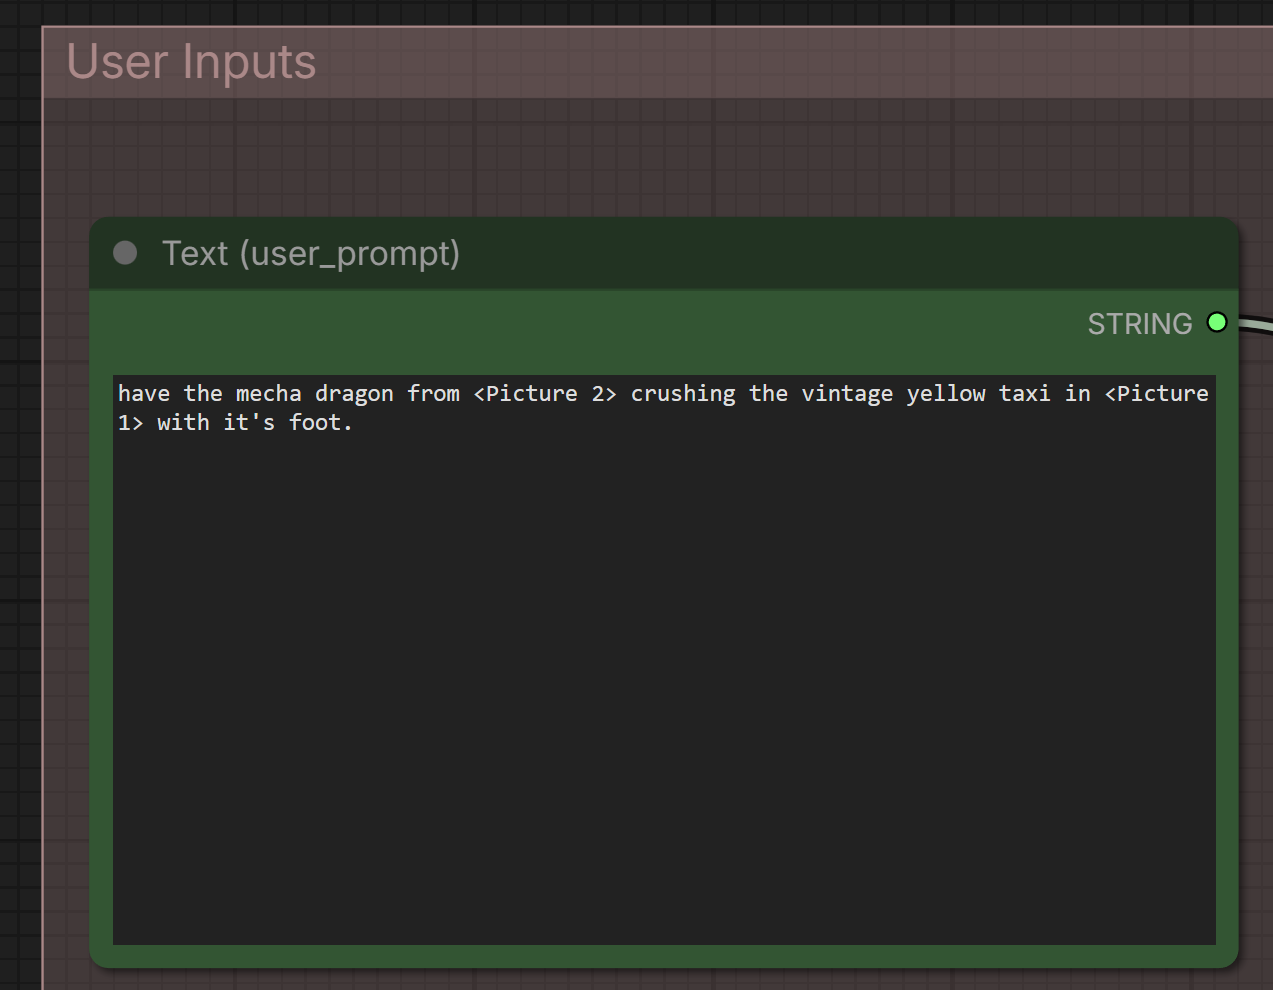 User Inputs
Text (user_prompt)
STRING
have the mecha dragon from <Picture 2> crushing the vintage yellow taxi in <Picture
1> with it's foot.